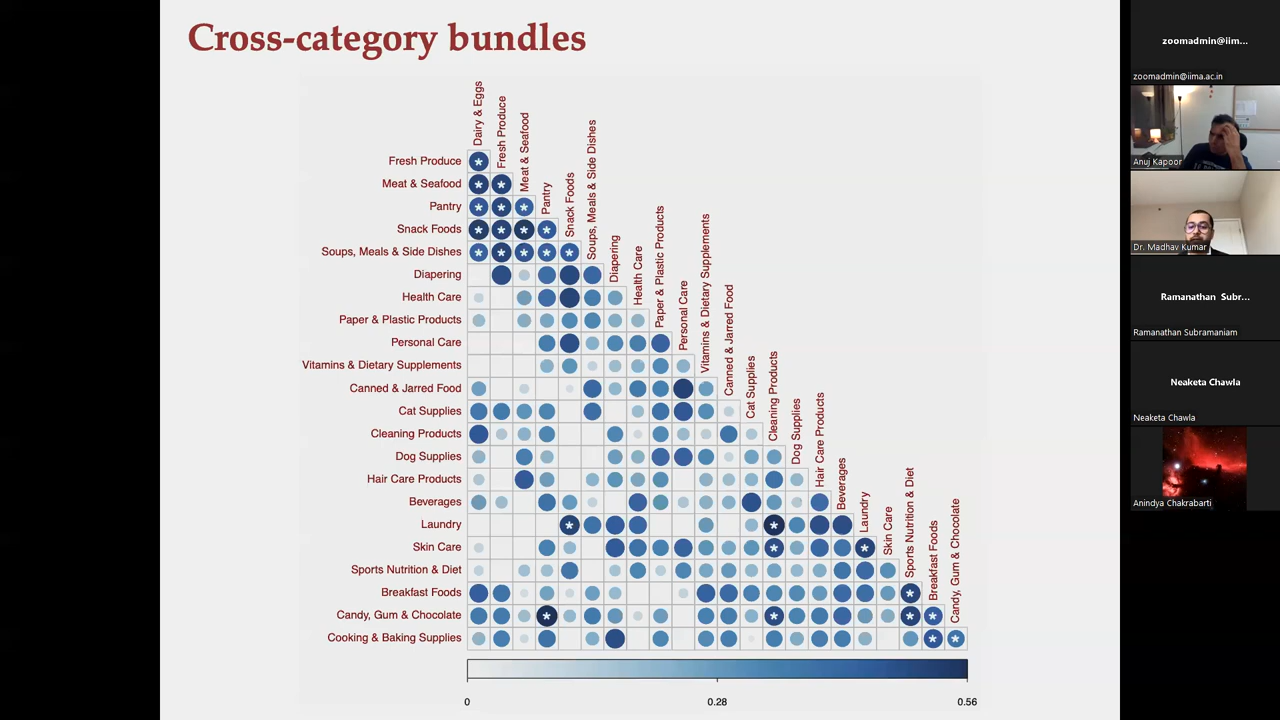 Cross-category bundles
Dairy & Eggs
Fresh Produce
Meat & Seafood
Pantry
Snack Foods
Soups, Meals & Side Dishes
Diapering
Health Care
Paper & Plastic Products
Personal Care
Vitamins & Dietary Supplements
Canned & Jarred Food
Cat Supplies
Cleaning Products
Dog Supplies
Hair Care Products
Beverages
Laundry
Skin Care
Sports Nutrition & Diet
Breakfast Foods
Candy, Gum & Chocolate
Fresh Produce
Meat & Seafood
Pantry
Snack Foods
Soups, Meals & Side Dishes
Diapering
Health Care
Paper & Plastic Products
Personal Care
Vitamins & Dietary Supplements
Canned & Jarred Food
Cat Supplies
Cleaning Products
Dog Supplies
Hair Care Products
Beverages
Laundry
Skin Care
Sports Nutrition & Diet
Breakfast Foods
Candy, Gum & Chocolate
Cooking & Baking Supplies
0
0.28
0.56
zoomadmin@iim...
zoomadmin@iima.ac.in
Anuj Kapoor
Dr. Madhav Kumar
Ramanathan Subr...
Ramanathan Subramaniam
Neaketa Chawla
Neaketa Chawla
Anindya Chakrabarti